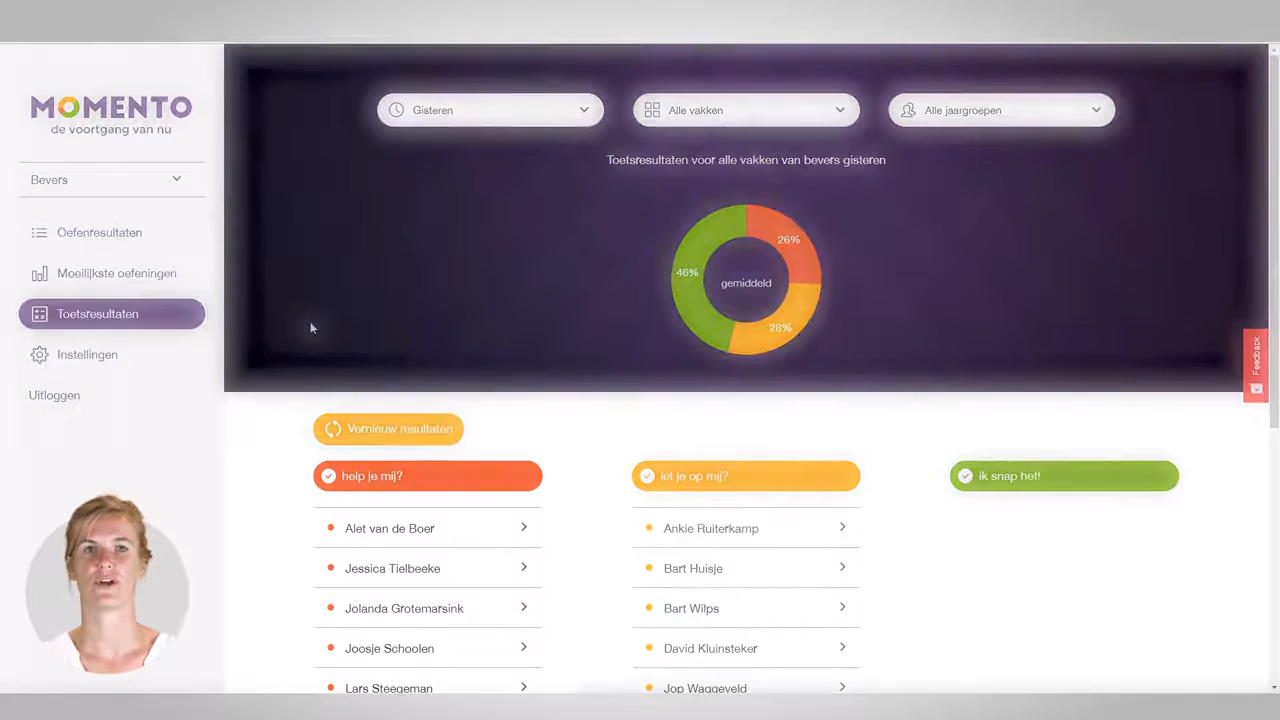 MOMENTO
de voortgang van nu
Bevers
Oefenresultaten
Moeilijkste oefeningen
Toetsresultaten
Instellingen
Uitloggen
Gisteren
Alle vakken
Alle jaargroepen
Toetsresultaten voor alle vakken van bevers gisteren
26%
46%
gemiddeld
28%
Feedback
Vernieuw resultaten
help je mij?
let je op mij?
ik snap het!
Alet van de Boer
Ankie Ruiterkamp
Jessica Tielbeeke
Bart Huisje
Jolanda Grotemarsink
Bart Wilps
Joosje Schoolen
David Kluinsteker
Lars Steegeman
Jop Waggeveld